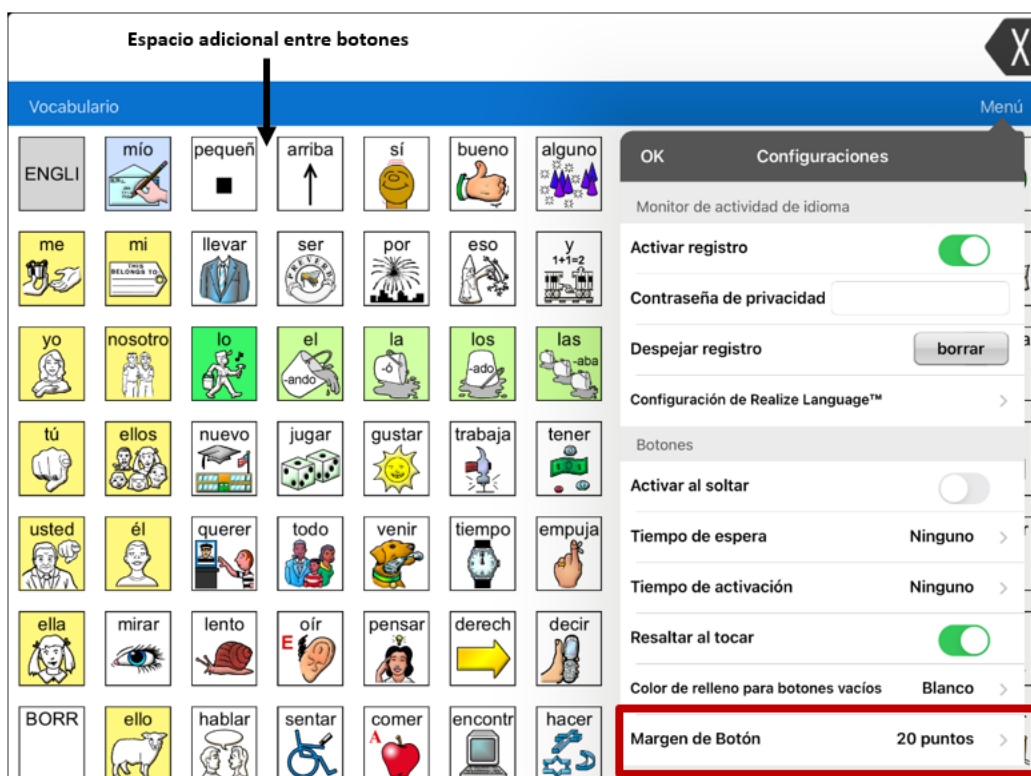 Espacio adicional entre botones
X
Vocabulario
Menú
ENGLI
mío
pequeñ
arriba
sí
bueno
alguno
me
mi
THIS BELONGS TO
llevar
ser
PREVERB
por
eso
y
1+1=2
yo
nosotro
lo
el
-ando
la
-ó
los
-ado
las
-aba
tú
ellos
nuevo
jugar
gustar
trabaja
tener
usted
él
querer
todo
venir
tiempo
empuja
ella
mirar
lento
oír
E
pensar
derech
decir
BORR
ello
hablar
sentar
comer
A
encontr
hacer
OK
Configuraciones
Monitor de actividad de idioma
Activar registro
Contraseña de privacidad
Despejar registro
borrar
Configuración de Realize Language™
Botones
Activar al soltar
Tiempo de espera
Ninguno
Tiempo de activación
Ninguno
Resaltar al tocar
Color de relleno para botones vacíos
Blanco
Margen de Botón
20 puntos